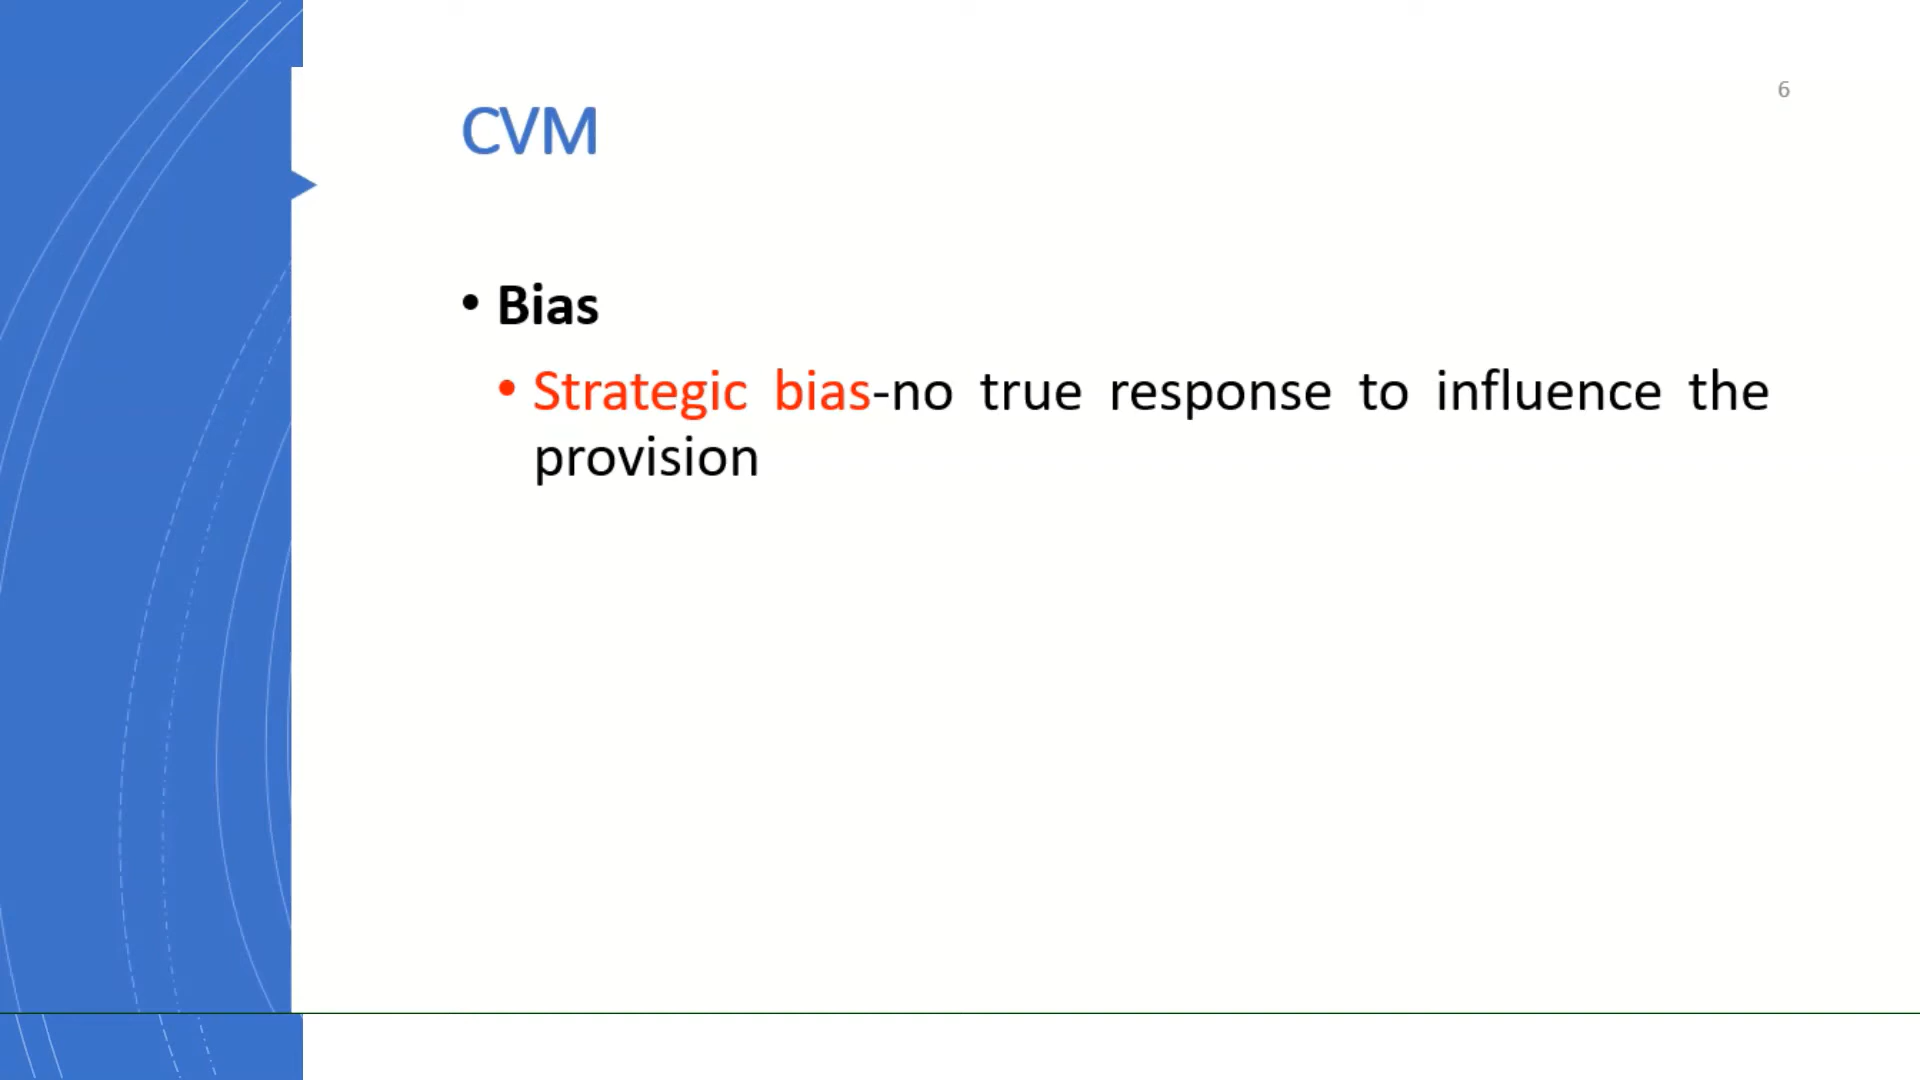 6
CVM
• Bias
• Strategic bias-no true response to influence the
provision